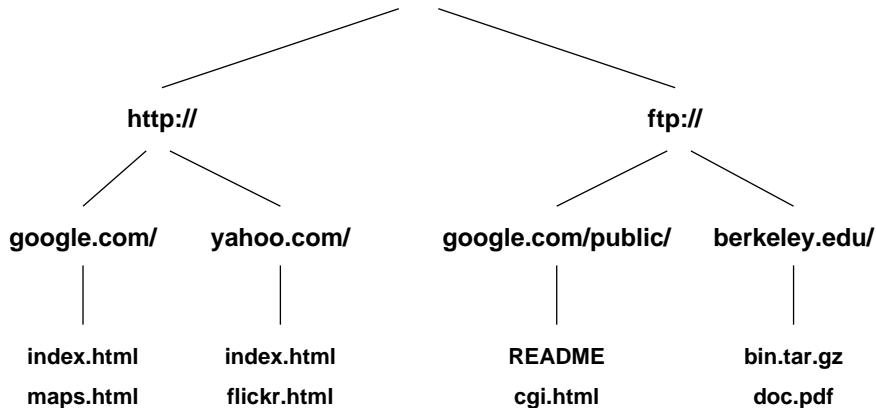 http:// ftp://
google.com/ yahoo.com/ google.com/public/ berkeley.edu/
index.html index.html README bin.tar.gz
maps.html flickr.html cgi.html doc.pdf